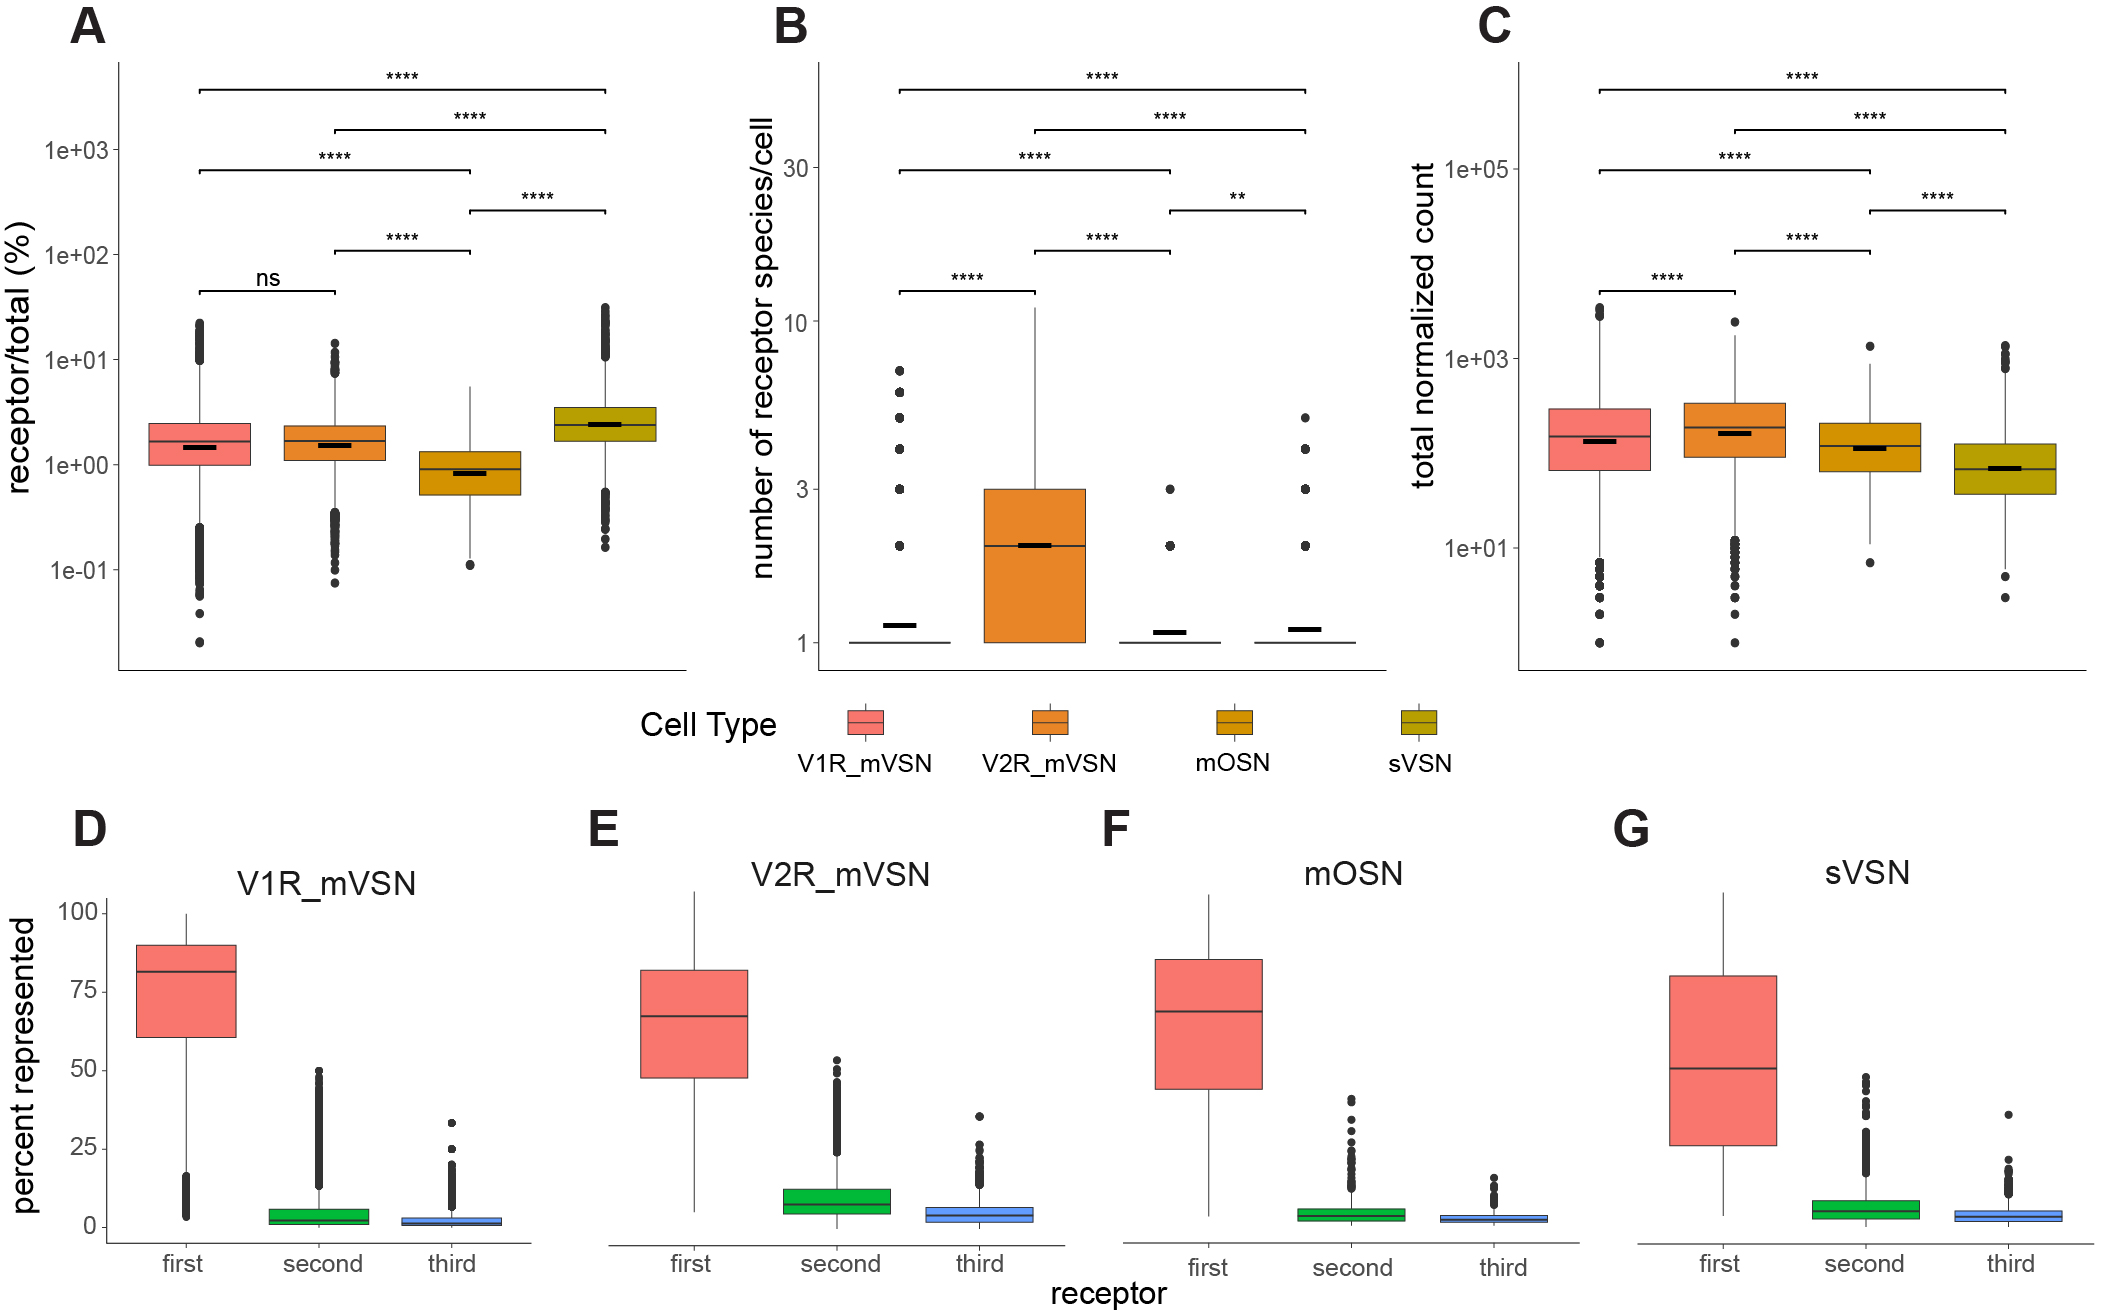 A
B
C
receptor/total (%)
1e+03
1e+02
1e+01
1e+00
1e-01
****
****
****
****
****
ns
number of receptor species/cell
30
10
3
1
****
****
****
**
****
****
total normalized count
1e+05
1e+03
1e+01
****
****
****
****
****
****
Cell Type
V1R_mVSN
V2R_mVSN
mOSN
sVSN
D
E
F
G
V1R_mVSN
V2R_mVSN
mOSN
sVSN
percent represented
100
75
50
25
0
first
second
third
first
second
third
first
second
third
first
second
third
receptor